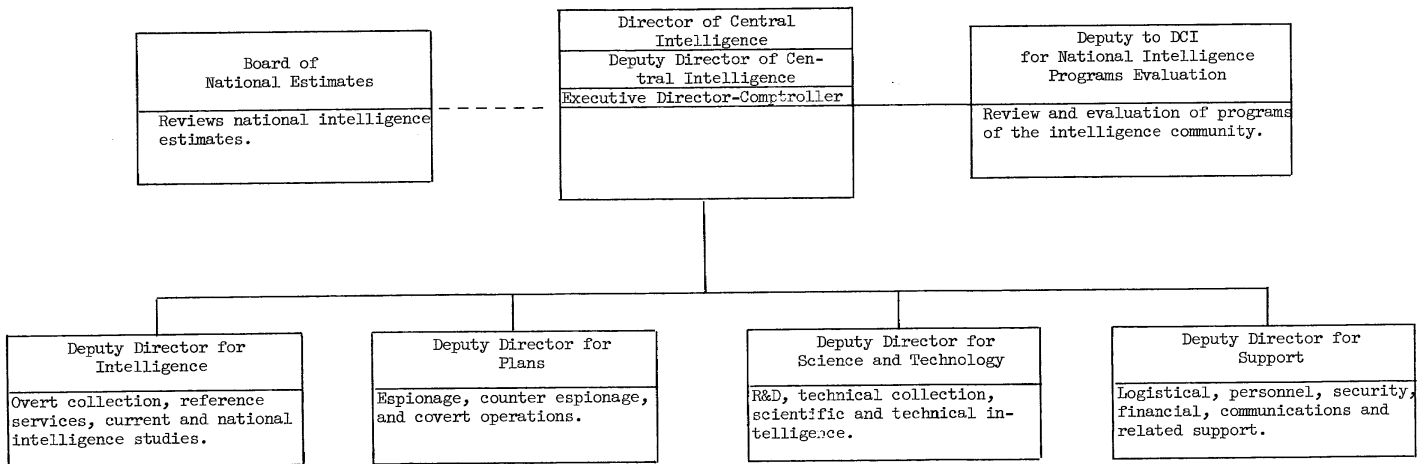 Board of
National Estimates
Reviews national intelligence
estimates.
Director of Central
Intelligence
Deputy Director of Cen-
tral Intelligence
Executive Director-Comptroller
Deputy to DCI
for National Intelligence
Programs Evaluation
Review and evaluation of programs
of the intelligence community.
Deputy Director for
Intelligence
Overt collection, reference
services, current and national
intelligence studies.
Deputy Director for
Plans
Espionage, counter espionage,
and covert operations.
Deputy Director for
Science and Technology
R&D, technical collection,
scientific and technical in-
telligence.
Deputy Director for
Support
Logistical, personnel, security,
financial, communications and
related support.